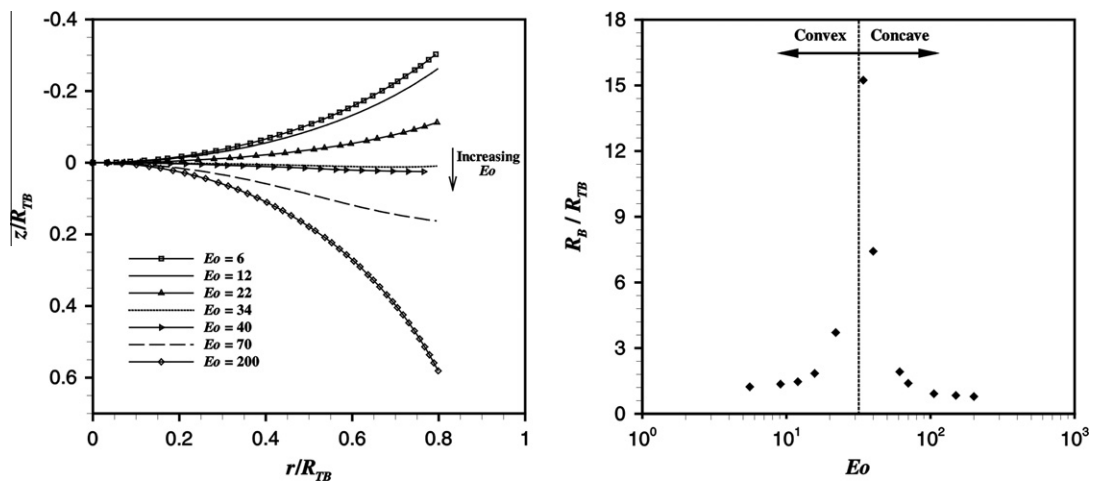 -0.4
-0.2
0
0.2
0.4
0.6
z/R_TB
0 0.2 0.4 0.6 0.8 1
r/R_TB
Increasing
Eo
Eo = 6
Eo = 12
Eo = 22
Eo = 34
Eo = 40
Eo = 70
Eo = 200
Convex Concave
18
15
12
9
6
3
0
R_B / R_TB
10^0 10^1 10^2 10^3
Eo